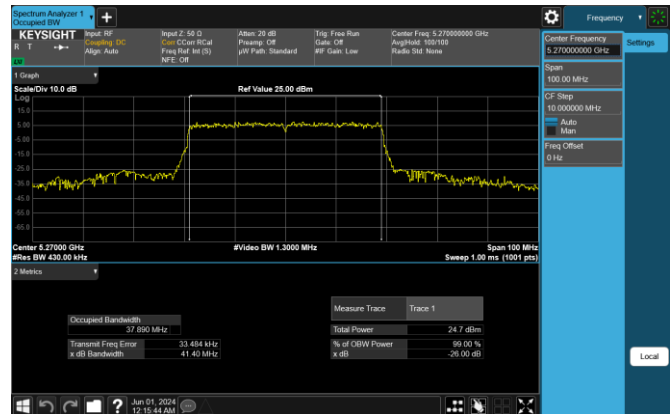 Spectrum Analyzer 1
Occupied BW
Frequency
KEYSIGHT
R T
LXI
Input: RF
Coupling: DC
Align: Auto
Input Z: 50 Ω
Corr CCorr RCal
Freq Ref: Int (S)
NFE: Off
Atten: 20 dB
Preamp: Off
µW Path: Standard
Trig: Free Run
Gate: Off
#IF Gain: Low
Center Freq: 5.270000000 GHz
Avg|Hold: 100/100
Radio Std: None
Center Frequency
5.270000000 GHz
Settings
Span
100.00 MHz
CF Step
10.000000 MHz
Auto
Man
Freq Offset
0 Hz
1 Graph
Scale/Div 10.0 dB
Ref Value 25.00 dBm
Log
15.0
5.00
-5.00
-15.0
-25.0
-35.0
-45.0
-55.0
-65.0
Center 5.27000 GHz
#Video BW 1.3000 MHz
Span 100 MHz
#Res BW 430.00 kHz
Sweep 1.00 ms (1001 pts)
2 Metrics
Measure Trace Trace 1
Occupied Bandwidth
37.890 MHz
Total Power 24.7 dBm
Transmit Freq Error 33.484 kHz
% of OBW Power 99.00 %
x dB Bandwidth 41.40 MHz
x dB -26.00 dB
Local
Jun 01, 2024
12:15:44 AM